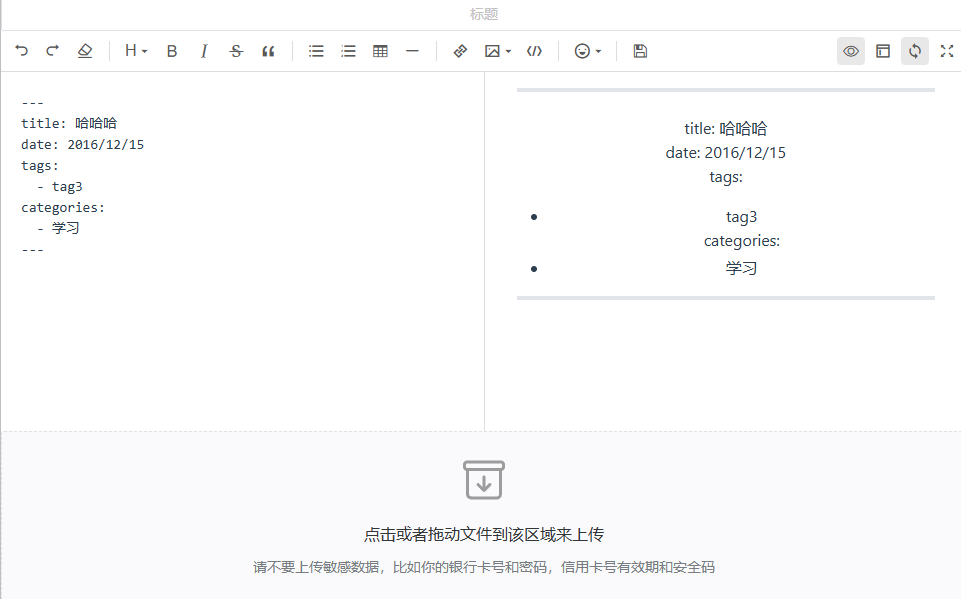 标题
H B I S “
---
title: 哈哈哈
date: 2016/12/15
tags:
  - tag3
categories:
  - 学习
---
title: 哈哈哈
date: 2016/12/15
tags:
• tag3
categories:
• 学习
点击或者拖动文件到该区域来上传
请不要上传敏感数据，比如你的银行卡号和密码，信用卡号有效期和安全码